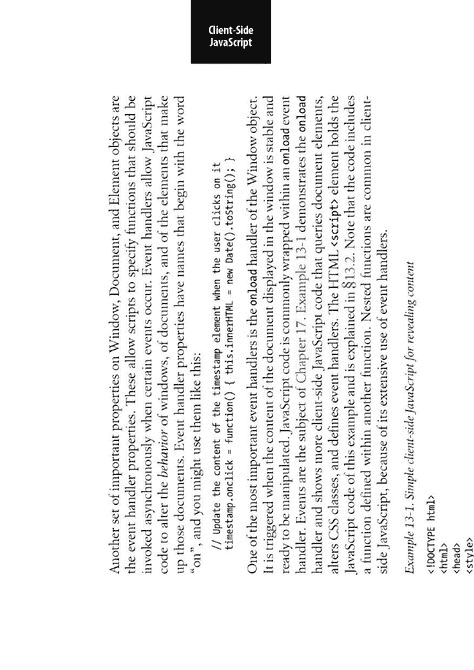 Client-Side
JavaScript
Another set of important properties on Window, Document, and Element objects are
the event handler properties. These allow scripts to specify functions that should be
invoked asynchronously when certain events occur. Event handlers allow JavaScript
code to alter the behavior of windows, of documents, and of the elements that make
up those documents. Event handler properties have names that begin with the word
“on”, and you might use them like this:
// Update the content of the timestamp element when the user clicks on it
timestamp.onclick = function() { this.innerHTML = new Date().toString(); }
One of the most important event handlers is the onload handler of the Window object.
It is triggered when the content of the document displayed in the window is stable and
ready to be manipulated. JavaScript code is commonly wrapped within an onload event
handler. Events are the subject of Chapter 17. Example 13-1 demonstrates the onload
handler and shows more client-side JavaScript code that queries document elements,
alters CSS classes, and defines event handlers. The HTML <script> element holds the
JavaScript code of this example and is explained in §13.2. Note that the code includes
a function defined within another function. Nested functions are common in client-
side JavaScript, because of its extensive use of event handlers.
Example 13-1. Simple client-side JavaScript for revealing content
<!DOCTYPE html>
<html>
<head>
<style>